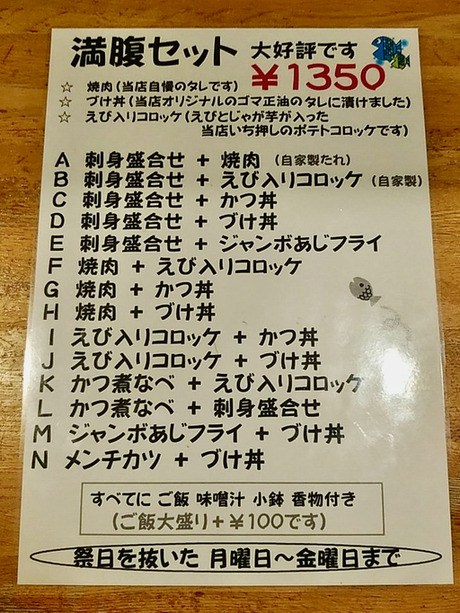 満腹セット 大好評です
￥1350
☆ 焼肉(当店自慢のタレです)
☆ づけ丼(当店オリジナルのゴマ正油のタレに漬けました)
☆ えび入りコロッケ(えびとじゃが芋が入った
当店いち押しのポテトコロッケです)
A 刺身盛合せ + 焼肉 (自家製たれ)
B 刺身盛合せ + えび入りコロッケ (自家製)
C 刺身盛合せ + かつ丼
D 刺身盛合せ + づけ丼
E 刺身盛合せ + ジャンボあじフライ
F 焼肉 + えび入りコロッケ
G 焼肉 + かつ丼
H 焼肉 + づけ丼
I えび入りコロッケ + かつ丼
J えび入りコロッケ + づけ丼
K かつ煮なべ + えび入りコロッケ
L かつ煮なべ + 刺身盛合せ
M ジャンボあじフライ + づけ丼
N メンチカツ + づけ丼
すべてに ご飯 味噌汁 小鉢 香物付き
(ご飯大盛り+￥100です)
祭日を抜いた 月曜日～金曜日まで